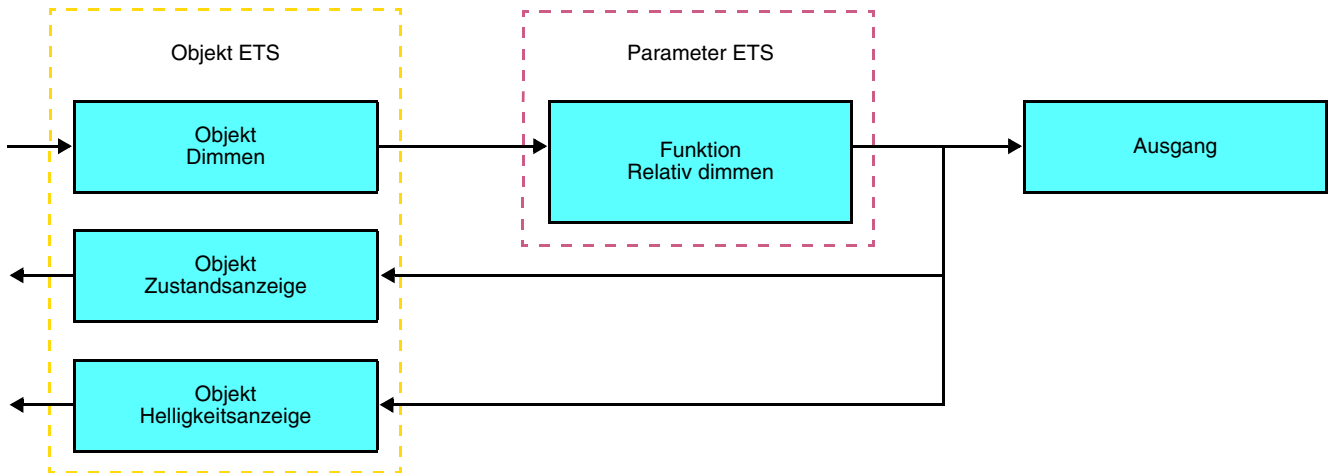 Objekt ETS
Parameter ETS
Objekt
Dimmen
Funktion
Relativ dimmen
Ausgang
Objekt
Zustandsanzeige
Objekt
Helligkeitsanzeige